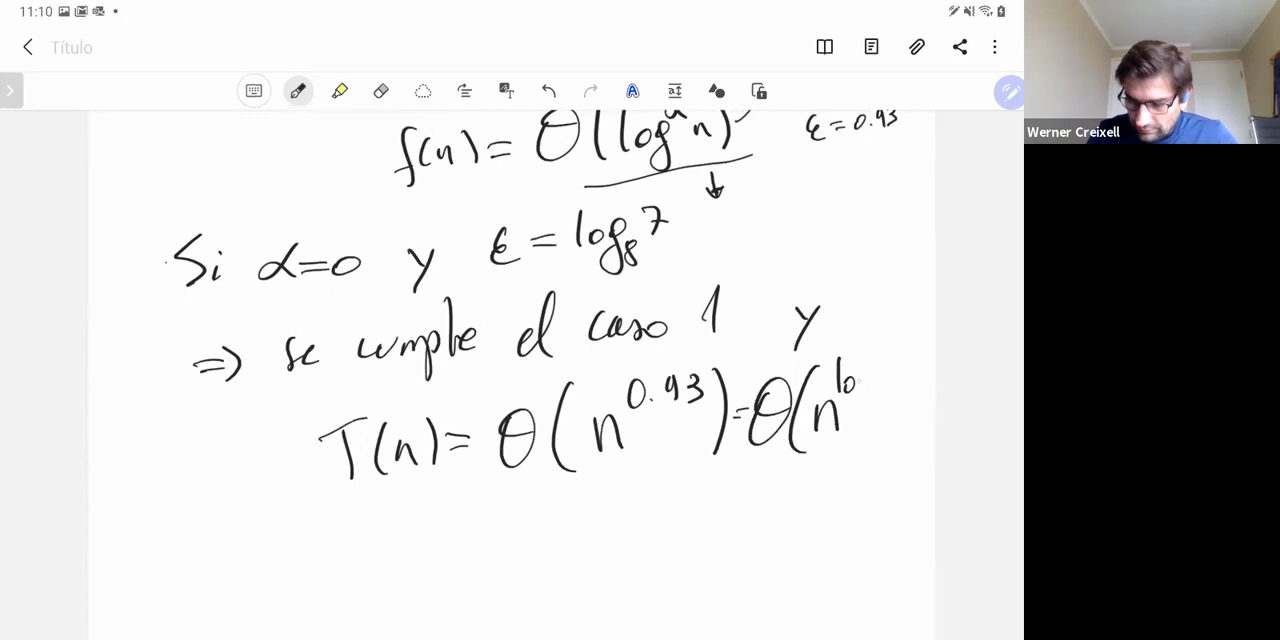 11:10
Título
f(n) = Θ(log^α n)
ε = 0.93
Werner Creixell
Si α=0 y ε = log₈ 7
⇒ se cumple el caso 1 y
T(n) = Θ(n^0.93) = Θ(n^lo